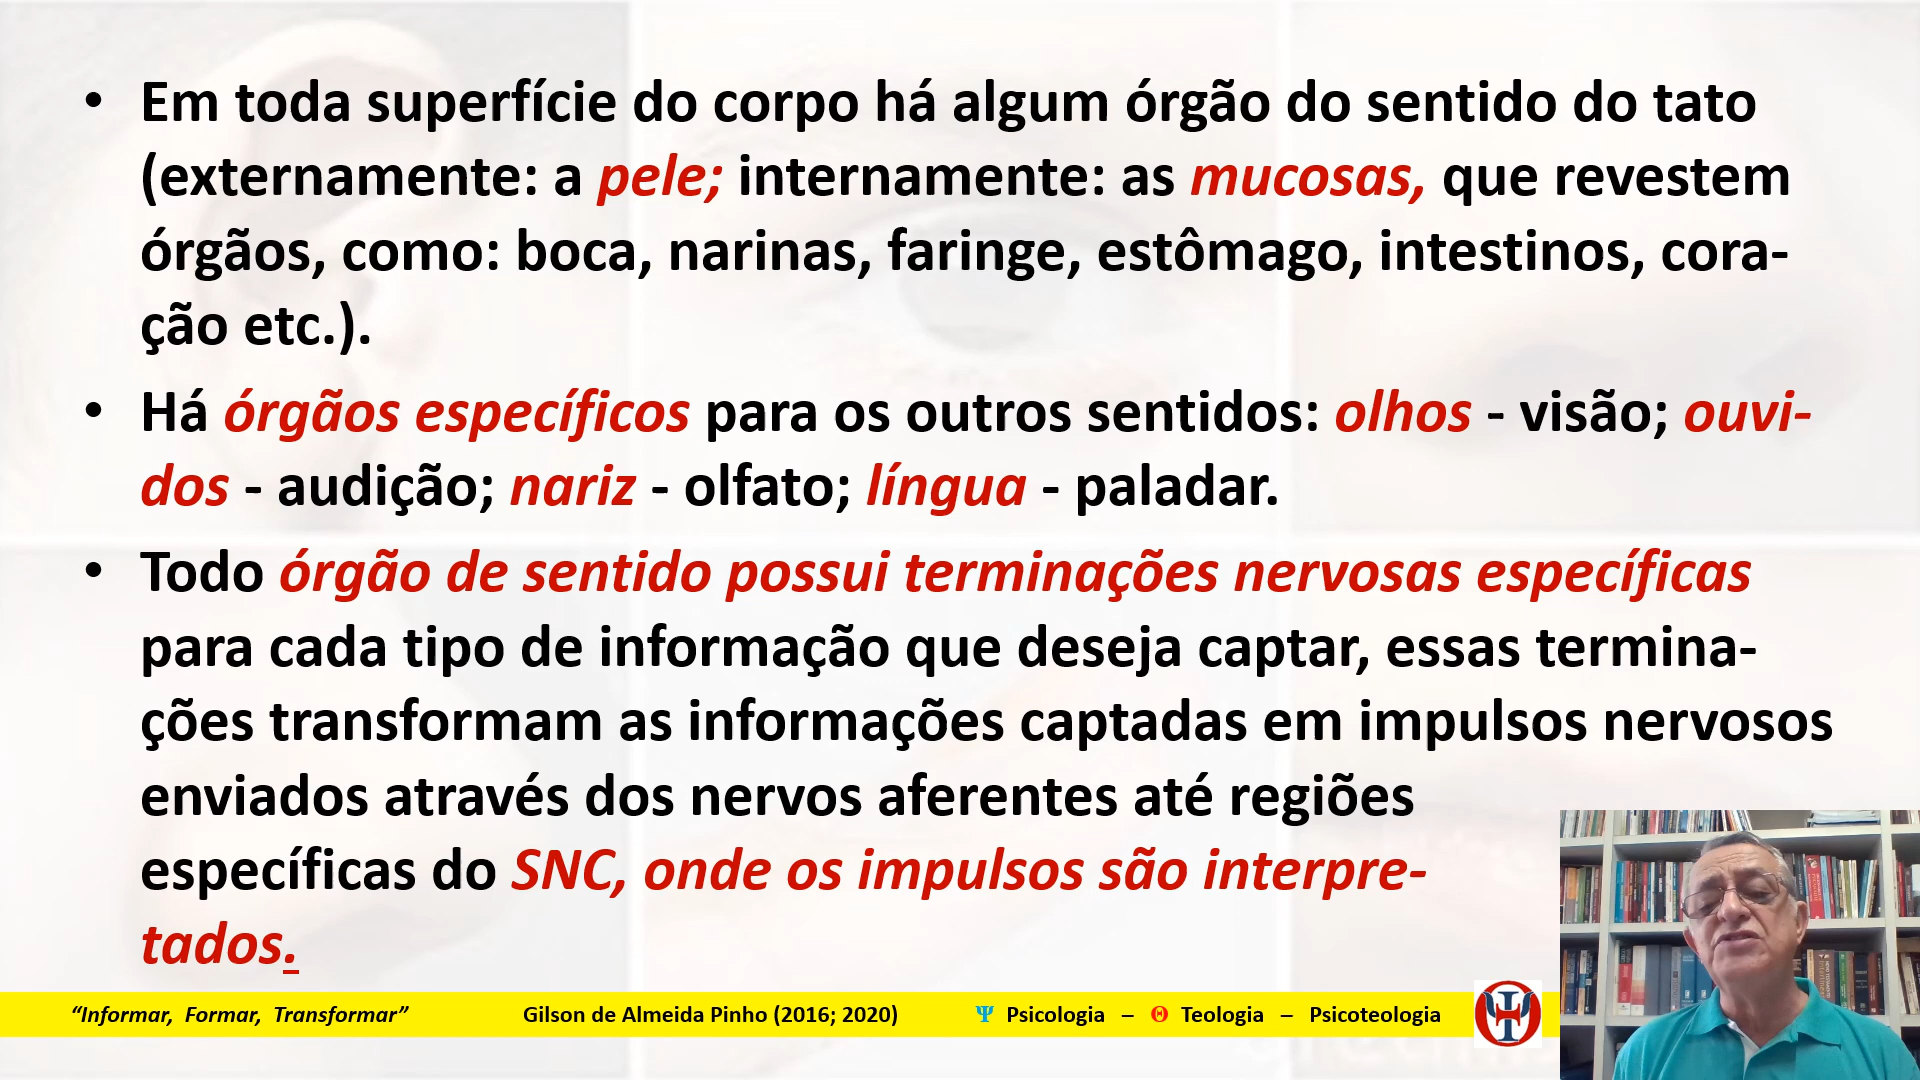 • Em toda superfície do corpo há algum órgão do sentido do tato
(externamente: a pele; internamente: as mucosas, que revestem
órgãos, como: boca, narinas, faringe, estômago, intestinos, cora-
ção etc.).
• Há órgãos específicos para os outros sentidos: olhos - visão; ouvi-
dos - audição; nariz - olfato; língua - paladar.
• Todo órgão de sentido possui terminações nervosas específicas
para cada tipo de informação que deseja captar, essas termina-
ções transformam as informações captadas em impulsos nervosos
enviados através dos nervos aferentes até regiões
específicas do SNC, onde os impulsos são interpre-
tados.
“Informar, Formar, Transformar” Gilson de Almeida Pinho (2016; 2020) Ψ Psicologia – Θ Teologia – Psicoteologia